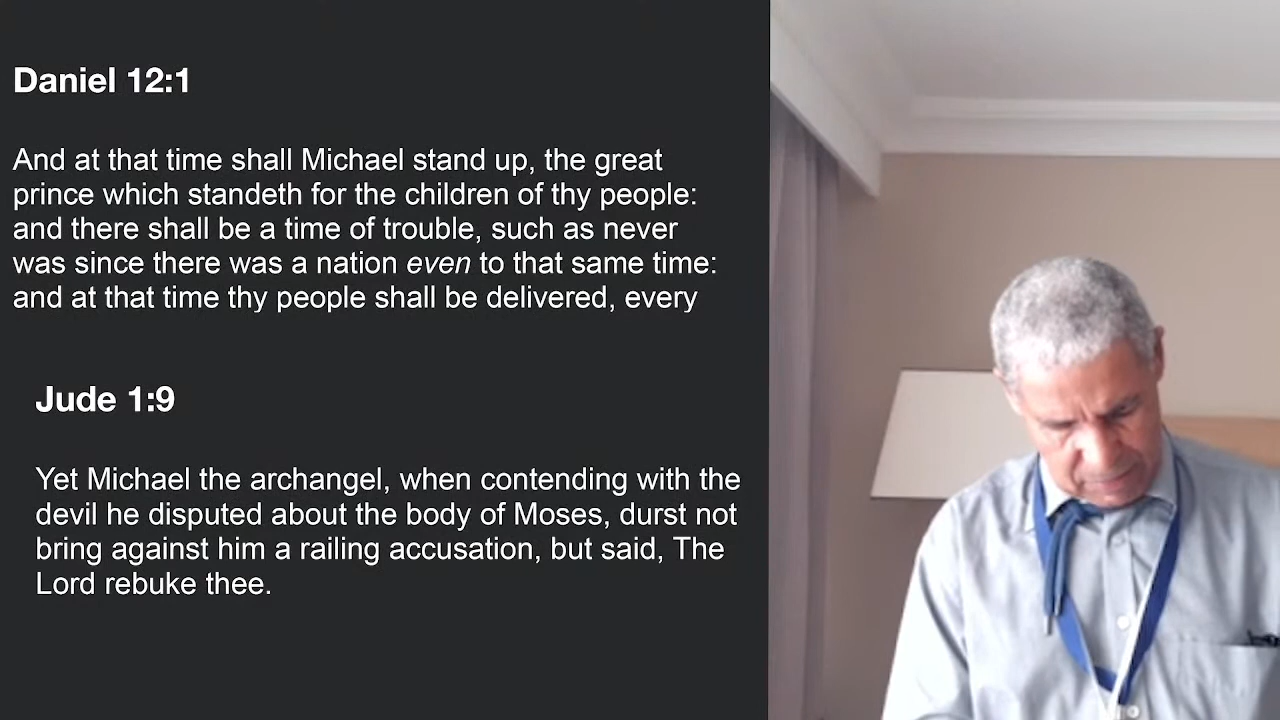 Daniel 12:1
And at that time shall Michael stand up, the great
prince which standeth for the children of thy people:
and there shall be a time of trouble, such as never
was since there was a nation even to that same time:
and at that time thy people shall be delivered, every
Jude 1:9
Yet Michael the archangel, when contending with the
devil he disputed about the body of Moses, durst not
bring against him a railing accusation, but said, The
Lord rebuke thee.